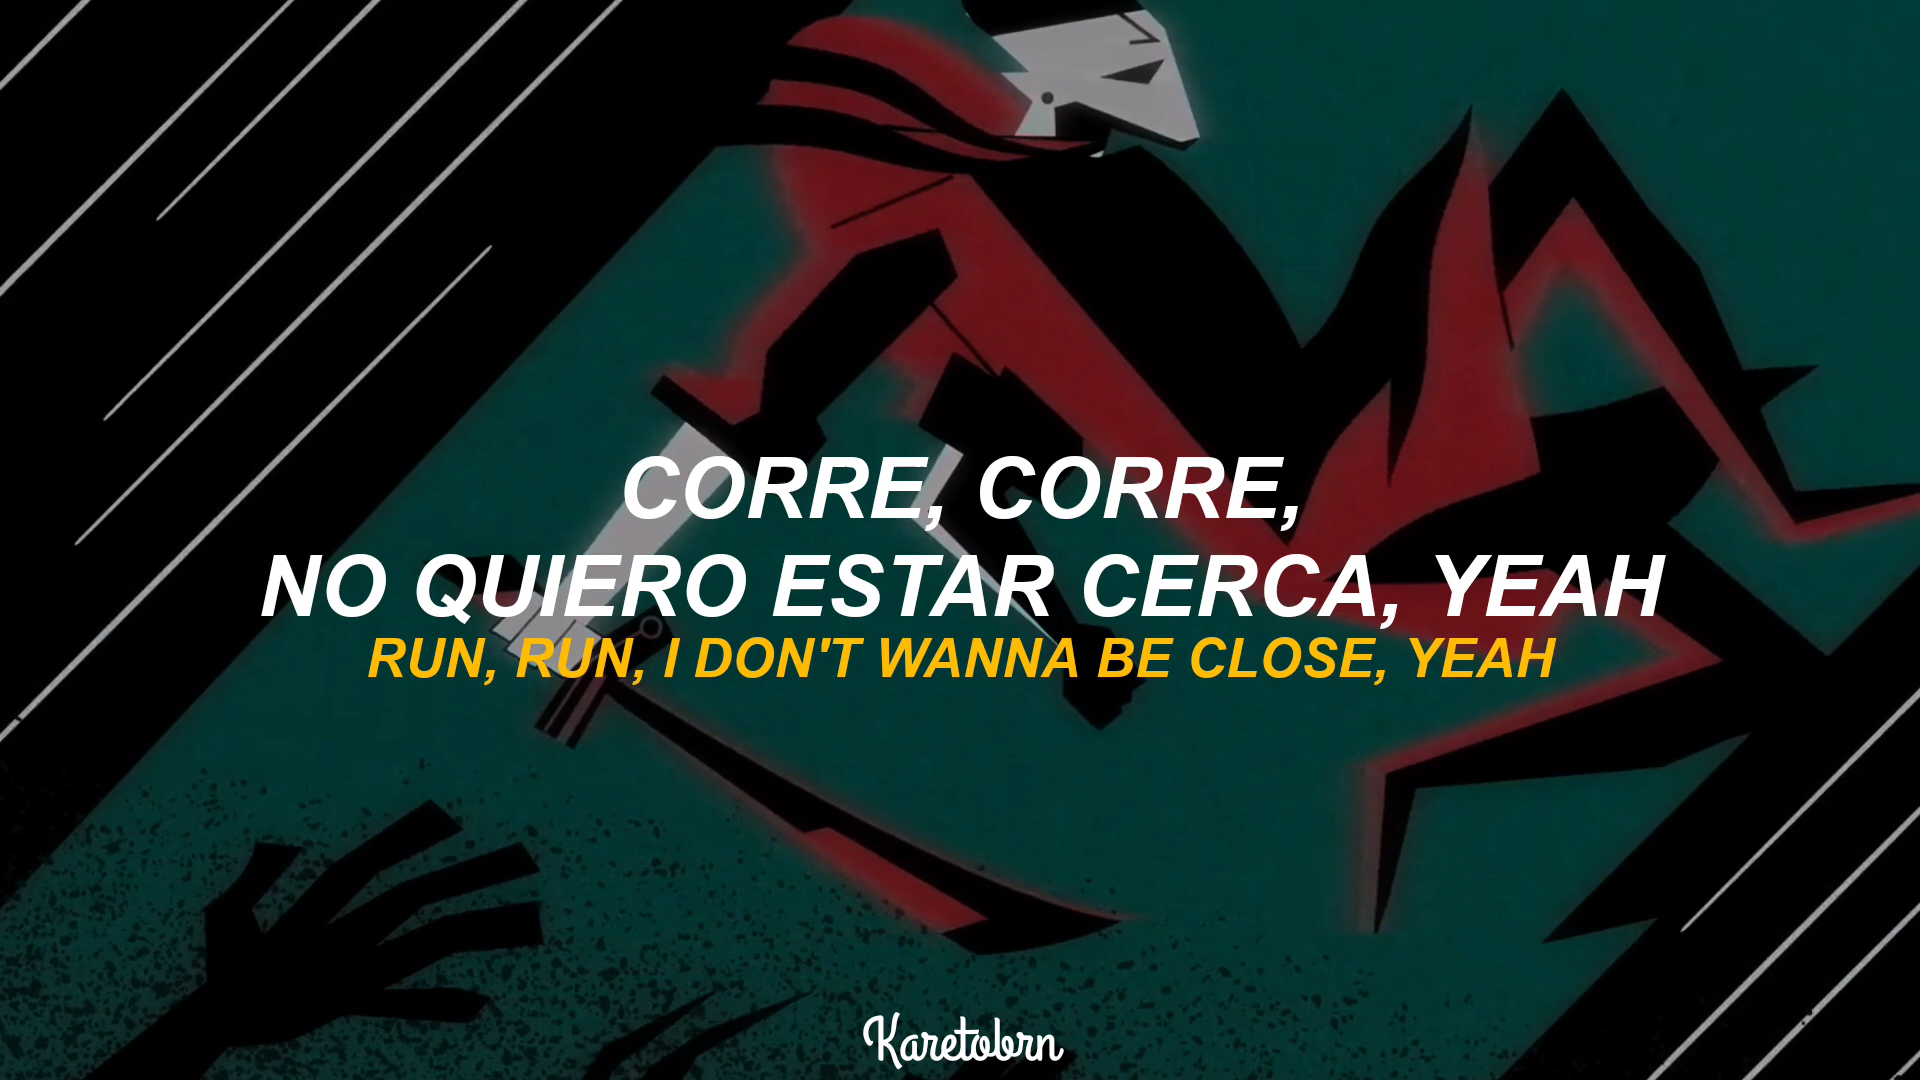 CORRE, CORRE,
NO QUIERO ESTAR CERCA, YEAH
RUN, RUN, I DON'T WANNA BE CLOSE, YEAH
Karetobrn